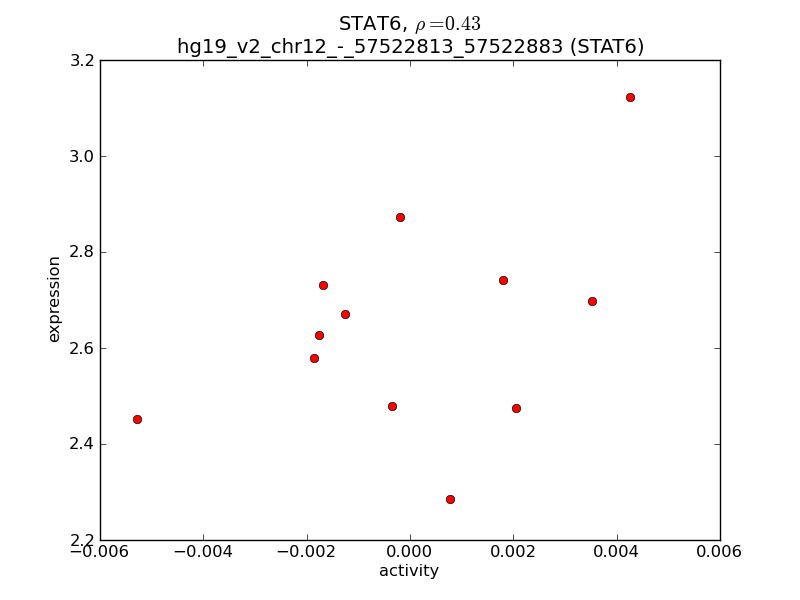 STAT6, ρ=0.43
hg19_v2_chr12_-_57522813_57522883 (STAT6)
3.2
3.0
2.8
2.6
2.4
2.2
expression
−0.006 −0.004 −0.002 0.000 0.002 0.004 0.006
activity